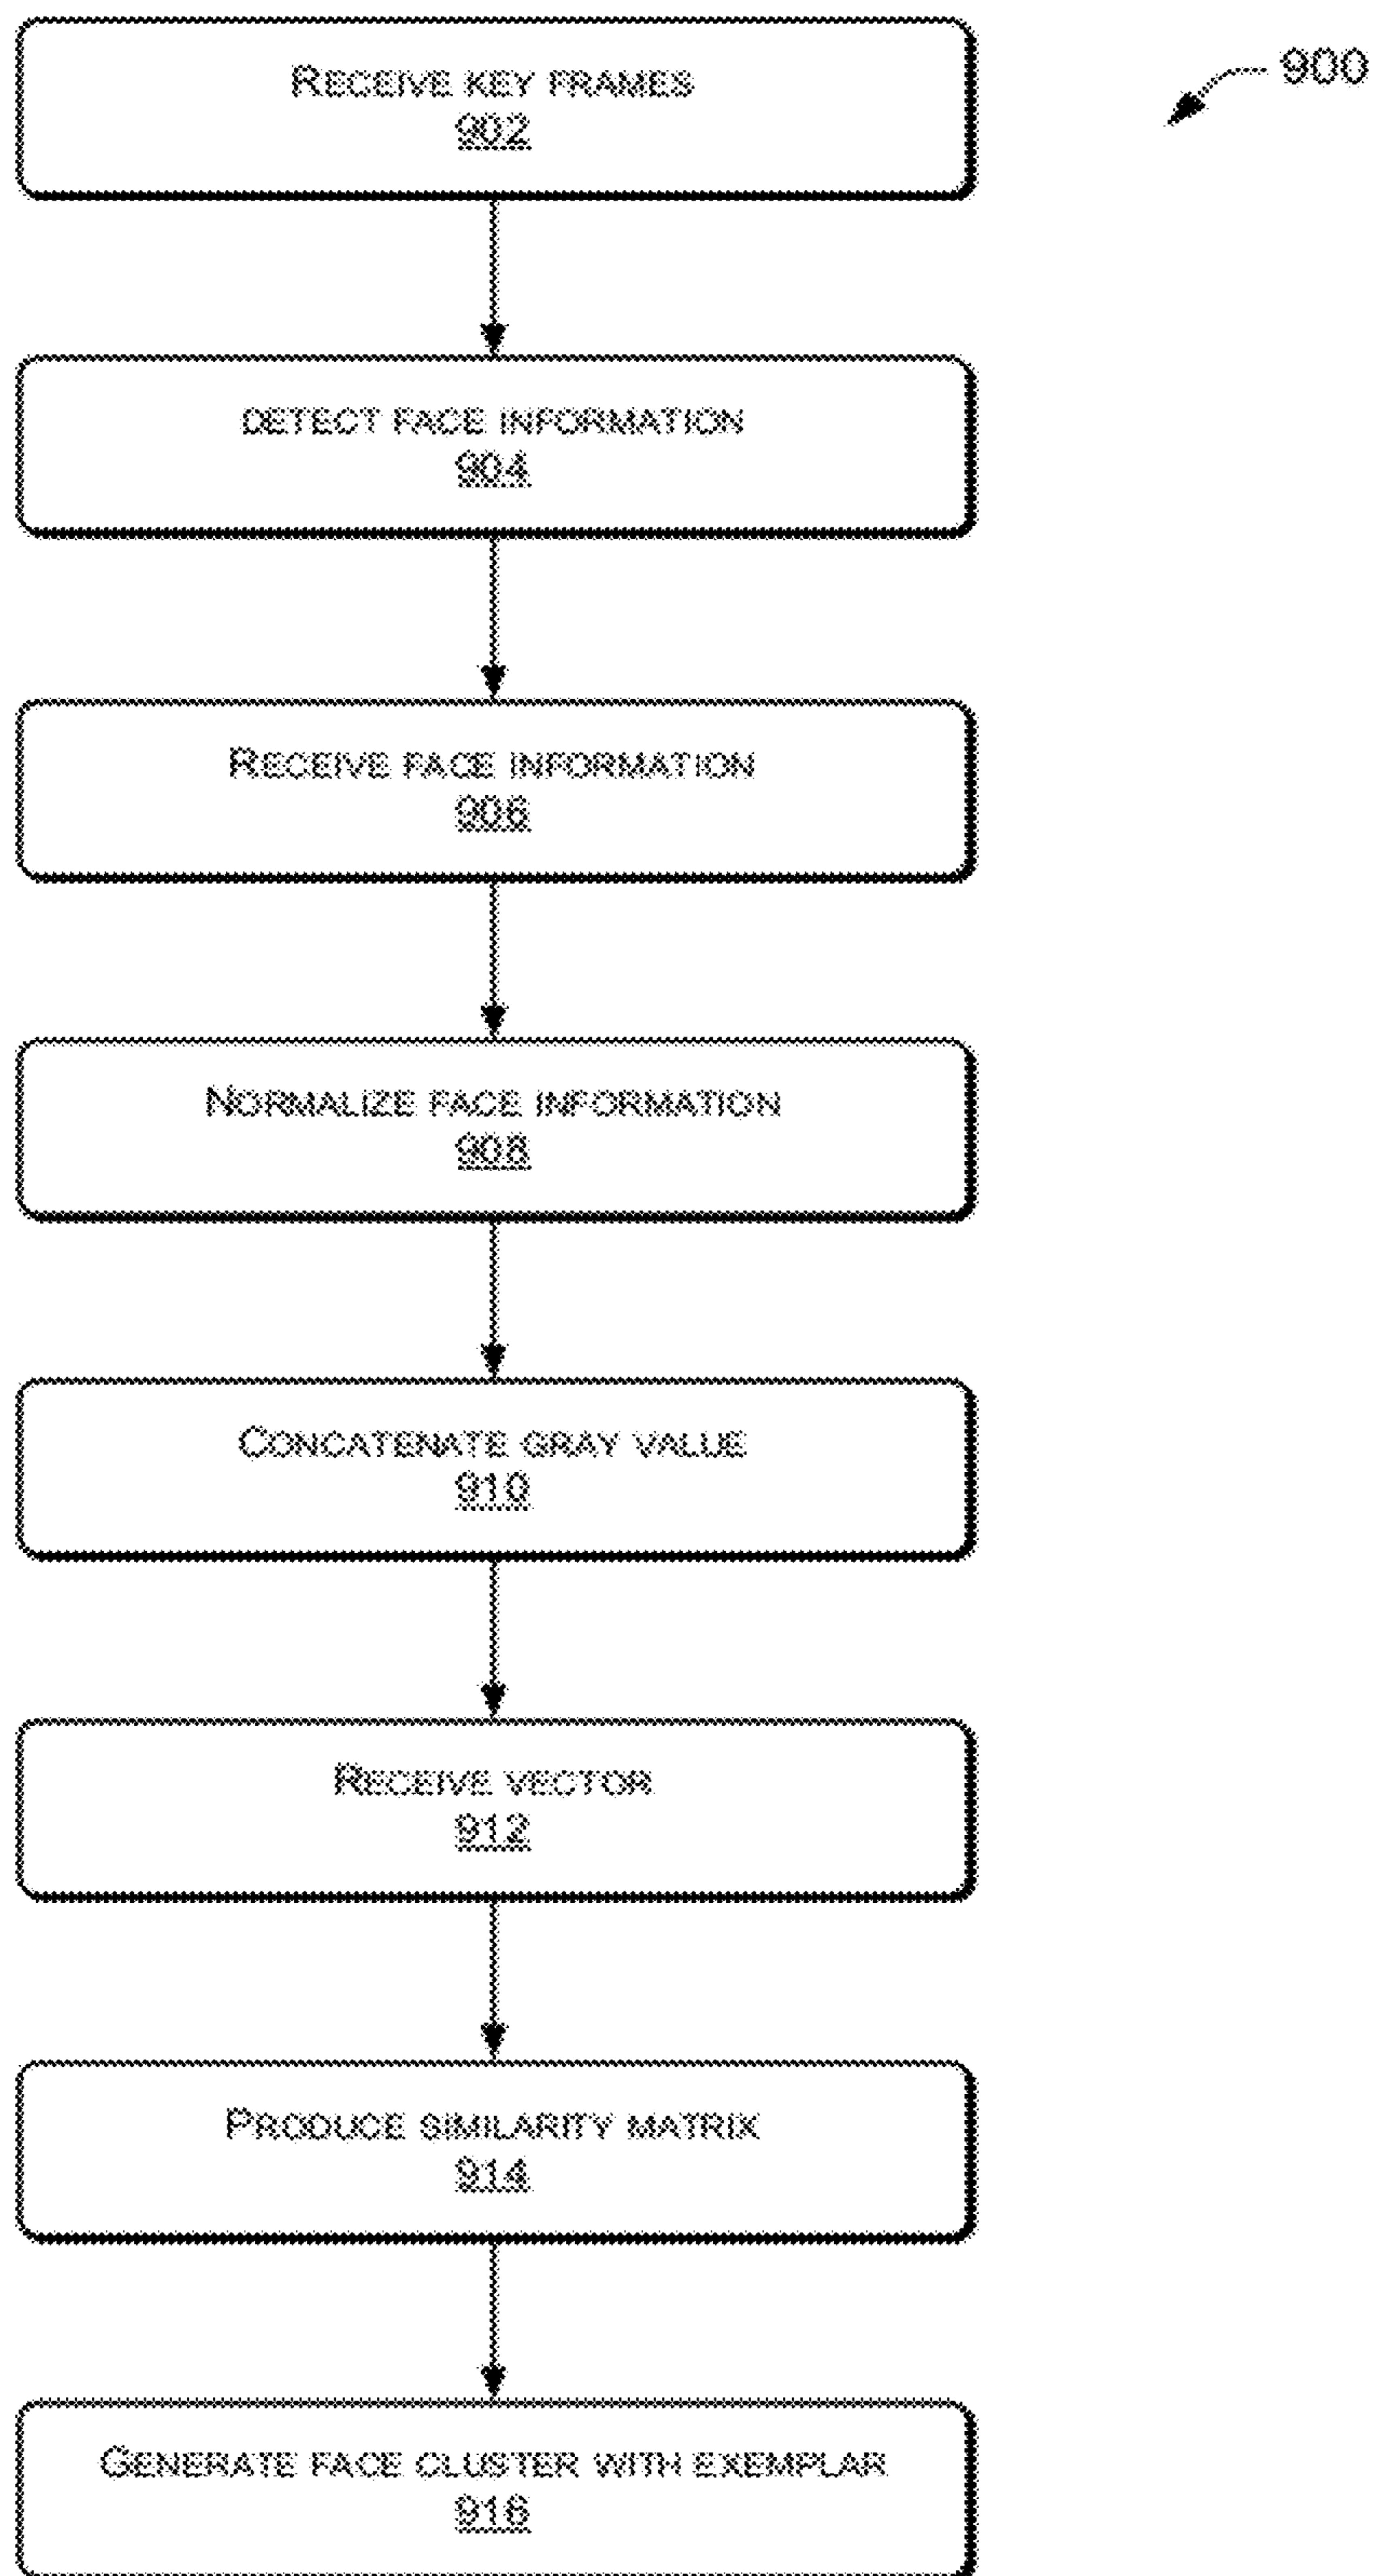 RECEIVE KEY FRAMES
902
900
DETECT FACE INFORMATION
904
RECEIVE FACE INFORMATION
906
NORMALIZE FACE INFORMATION
908
CONCATENATE GRAY VALUE
910
RECEIVE VECTOR
912
PRODUCE SIMILARITY MATRIX
914
GENERATE FACE CLUSTER WITH EXEMPLAR
916